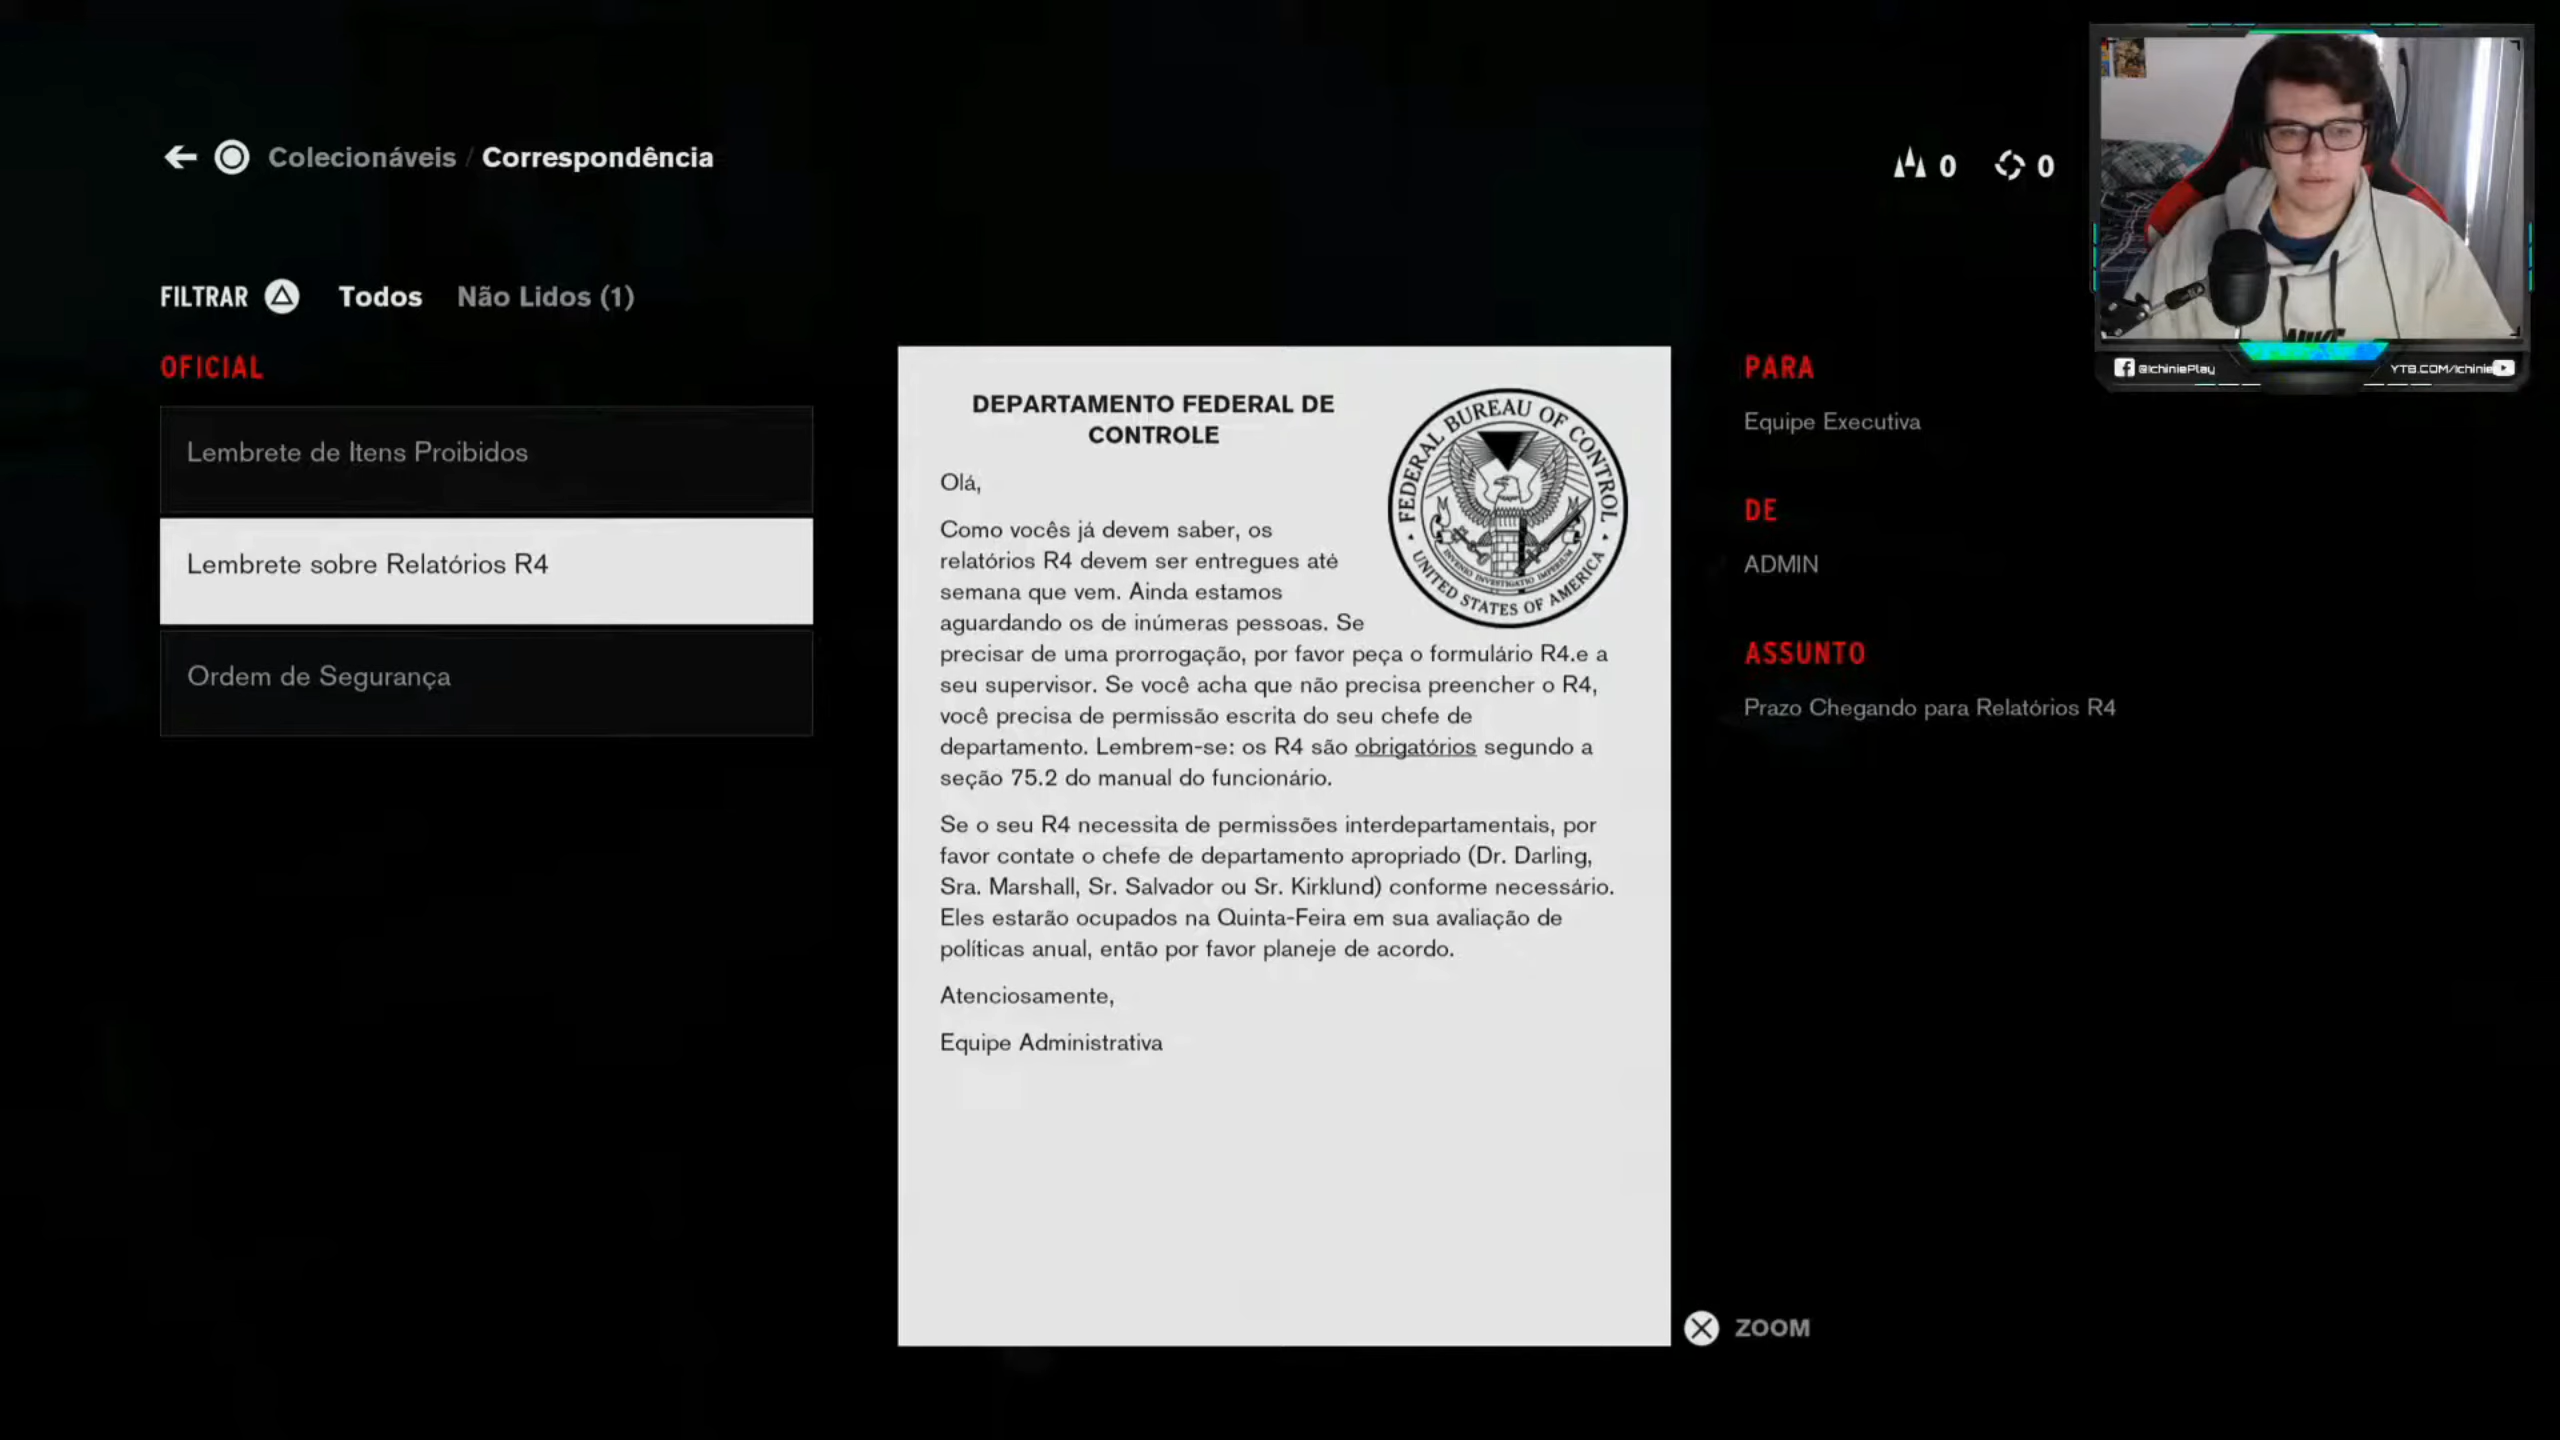 Colecionáveis / Correspondência
0
0
FILTRAR Todos Não Lidos (1)
OFICIAL
Lembrete de Itens Proibidos
Lembrete sobre Relatórios R4
Ordem de Segurança
DEPARTAMENTO FEDERAL DE
CONTROLE
FEDERAL BUREAU OF CONTROL
INVENIO INVESTIGATIO IMPERIUM
UNITED STATES OF AMERICA
Olá,
Como vocês já devem saber, os
relatórios R4 devem ser entregues até
semana que vem. Ainda estamos
aguardando os de inúmeras pessoas. Se
precisar de uma prorrogação, por favor peça o formulário R4.e a
seu supervisor. Se você acha que não precisa preencher o R4,
você precisa de permissão escrita do seu chefe de
departamento. Lembrem-se: os R4 são obrigatórios segundo a
seção 75.2 do manual do funcionário.
Se o seu R4 necessita de permissões interdepartamentais, por
favor contate o chefe de departamento apropriado (Dr. Darling,
Sra. Marshall, Sr. Salvador ou Sr. Kirklund) conforme necessário.
Eles estarão ocupados na Quinta-Feira em sua avaliação de
políticas anual, então por favor planeje de acordo.
Atenciosamente,
Equipe Administrativa
PARA
Equipe Executiva
DE
ADMIN
ASSUNTO
Prazo Chegando para Relatórios R4
ZOOM
NIKE
@IchiniePlay
YTB.COM/Ichinie